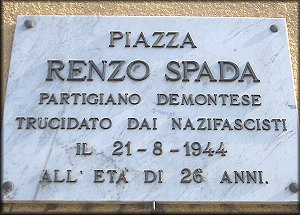 PIAZZA
RENZO SPADA
PARTIGIANO DEMONTESE
TRUCIDATO DAI NAZIFASCISTI
IL 21-8-1944
ALL' ETÀ DI 26 ANNI.